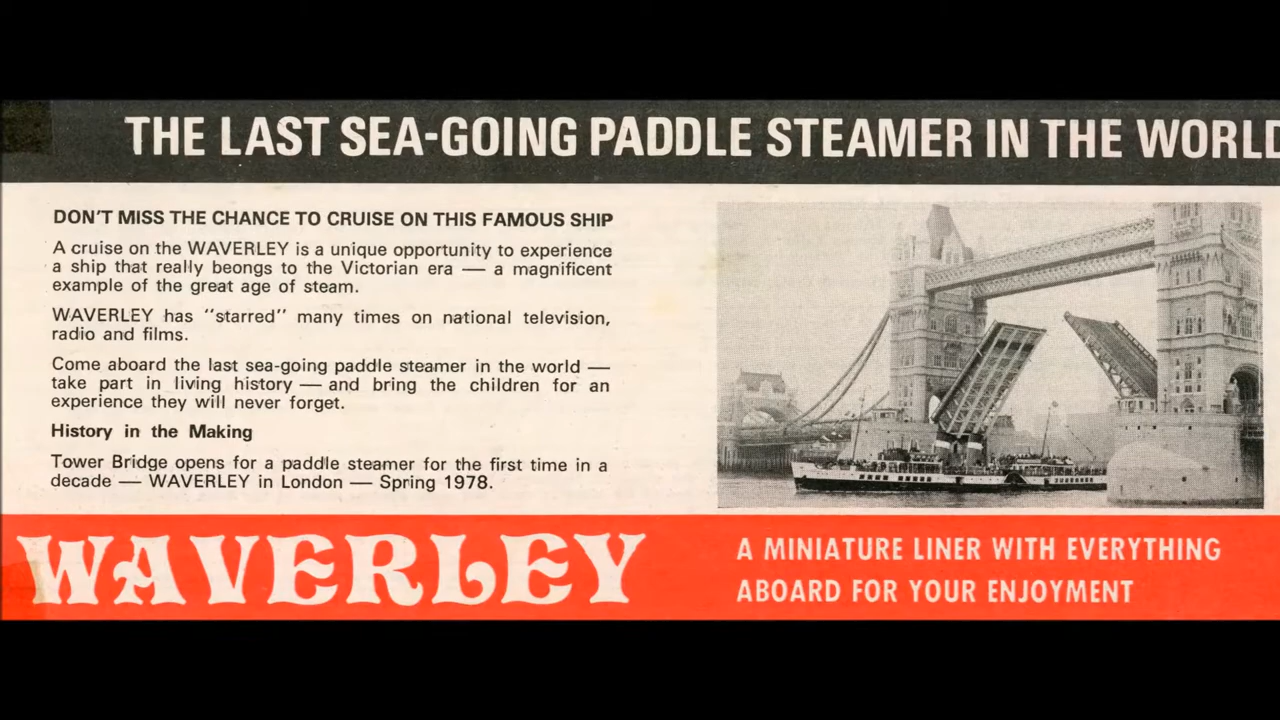 THE LAST SEA-GOING PADDLE STEAMER IN THE WORLD
DON'T MISS THE CHANCE TO CRUISE ON THIS FAMOUS SHIP
A cruise on the WAVERLEY is a unique opportunity to experience
a ship that really beongs to the Victorian era — a magnificent
example of the great age of steam.
WAVERLEY has "starred" many times on national television,
radio and films.
Come aboard the last sea-going paddle steamer in the world —
take part in living history — and bring the children for an
experience they will never forget.
History in the Making
Tower Bridge opens for a paddle steamer for the first time in a
decade — WAVERLEY in London — Spring 1978.
WAVERLEY
A MINIATURE LINER WITH EVERYTHING
ABOARD FOR YOUR ENJOYMENT